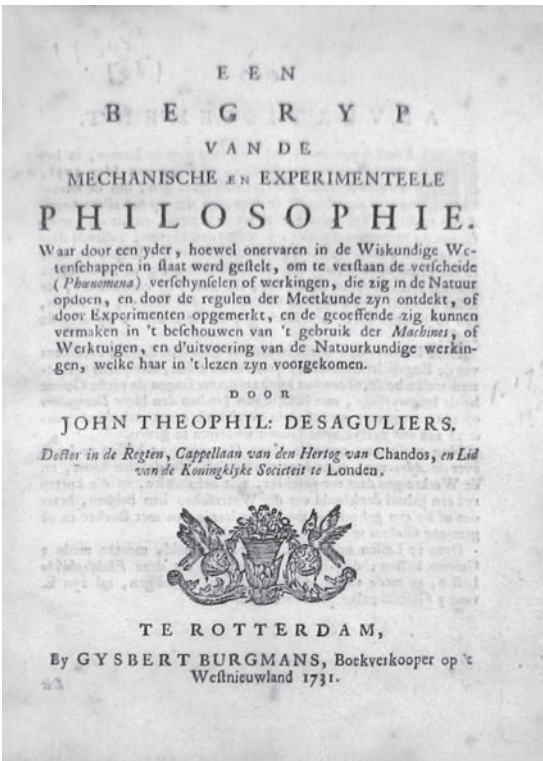 EEN
BEGRYP
VAN DE
MECHANISCHE EN EXPERIMENTEELE
PHILOSOPHIE.
Waar door een yder, hoewel onervaren in de Wiskundige We-
tenschappen in staat werd gestelt, om te verstaan de verscheide
(Phœnomena) verschynselen of werkingen, die zig in de Natuur
opdoen, en door de regulen der Meetkunde zyn ontdekt, of
door Experimenten opgemerkt, en de geoeffende zig kunnen
vermaken in 't beschouwen van 't gebruik der Machines, of
Werktuigen, en d'uitvoering van de Natuurkundige werkin-
gen, welke haar in 't lezen zyn voorgekomen.
DOOR
JOHN THEOPHIL: DESAGULIERS.
Doctor in de Regten, Cappellaan van den Hertog van Chandos, en Lid
van de Koningklyke Societeit te Londen.
TE ROTTERDAM,
By GYSBERT BURGMANS, Boekverkooper op 't
Westnieuwland 1731.